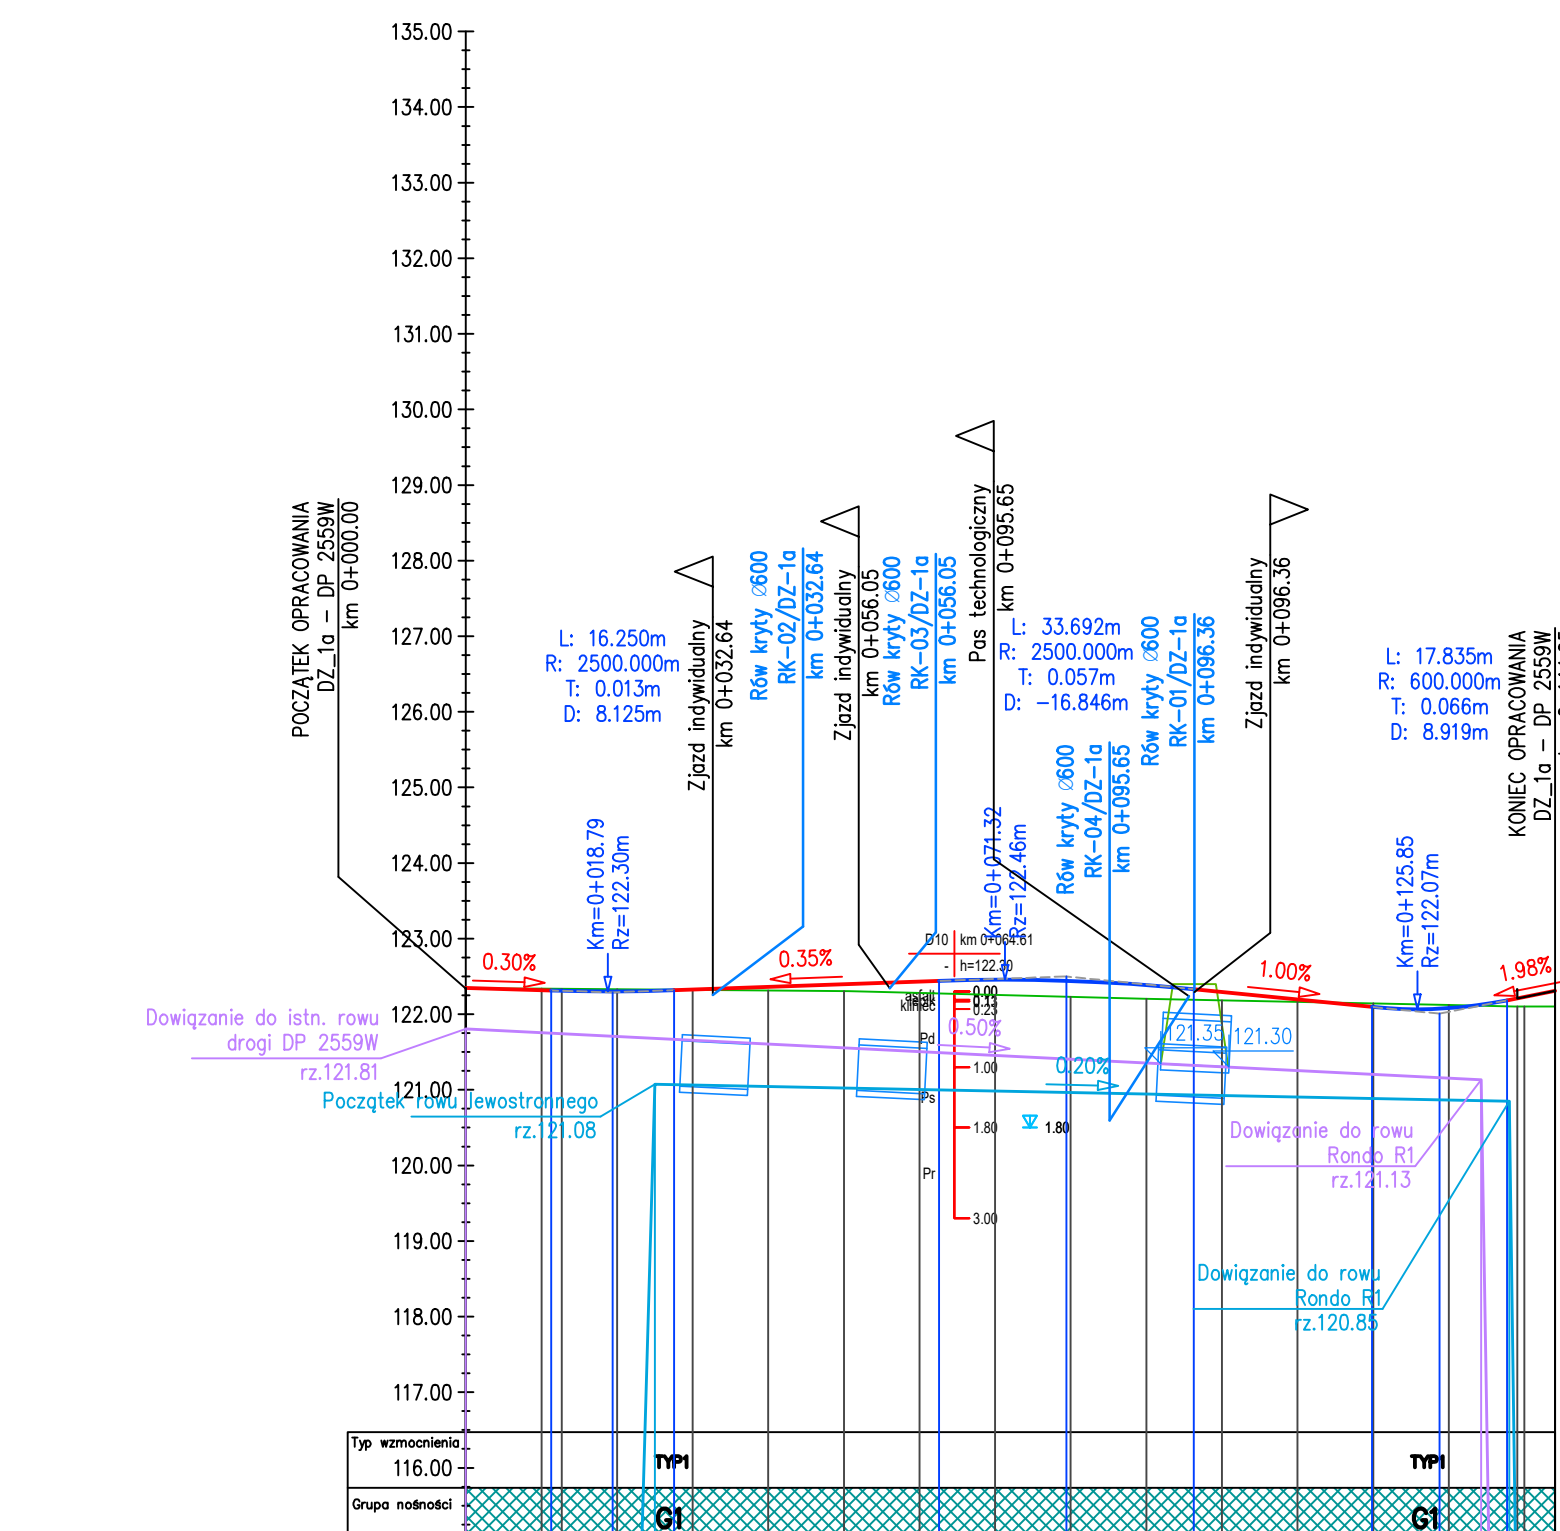 135.00
134.00
133.00
132.00
131.00
130.00
129.00
128.00
127.00
126.00
125.00
124.00
123.00
122.00
121.00
120.00
119.00
118.00
117.00
116.00
POCZĄTEK OPRACOWANIA
DZ_1a – DP 2559W
km 0+000.00
L: 16.250m
R: 2500.000m
T: 0.013m
D: 8.125m
Km=0+018.79
Rz=122.30m
Zjazd indywidualny
km 0+032.64
Rów kryty Ø600
RK-02/DZ-1a
km 0+032.64
Zjazd indywidualny
km 0+056.05
Rów kryty Ø600
RK-03/DZ-1a
km 0+056.05
Pas technologiczny
km 0+095.65
L: 33.692m
R: 2500.000m
T: 0.057m
D: -16.846m
Km=0+071.32
Rz=122.46m
Rów kryty Ø600
RK-04/DZ-1a
km 0+095.65
Rów kryty Ø600
RK-01/DZ-1a
km 0+096.36
Zjazd indywidualny
km 0+096.36
L: 17.835m
R: 600.000m
T: 0.066m
D: 8.919m
Km=0+125.85
Rz=122.07m
KONIEC OPRACOWANIA
DZ_1a – DP 2559W
0.30%
0.35%
1.00%
1.98%
D10 km 0+064.61
- h=122.30
asfalt
0.00
0.13
kliniec
0.23
Pd
1.00
Ps
1.80
1.80
Pr
3.00
0.50%
0.20%
121.35
121.30
Dowiązanie do istn. rowu
drogi DP 2559W
rz.121.81
Początek rowu lewostronnego
rz.121.08
Dowiązanie do rowu
Rondo R1
rz.121.13
Dowiązanie do rowu
Rondo R1
rz.120.85
Typ wzmocnienia
TYP1
TYP1
Grupa nośności
G1
G1